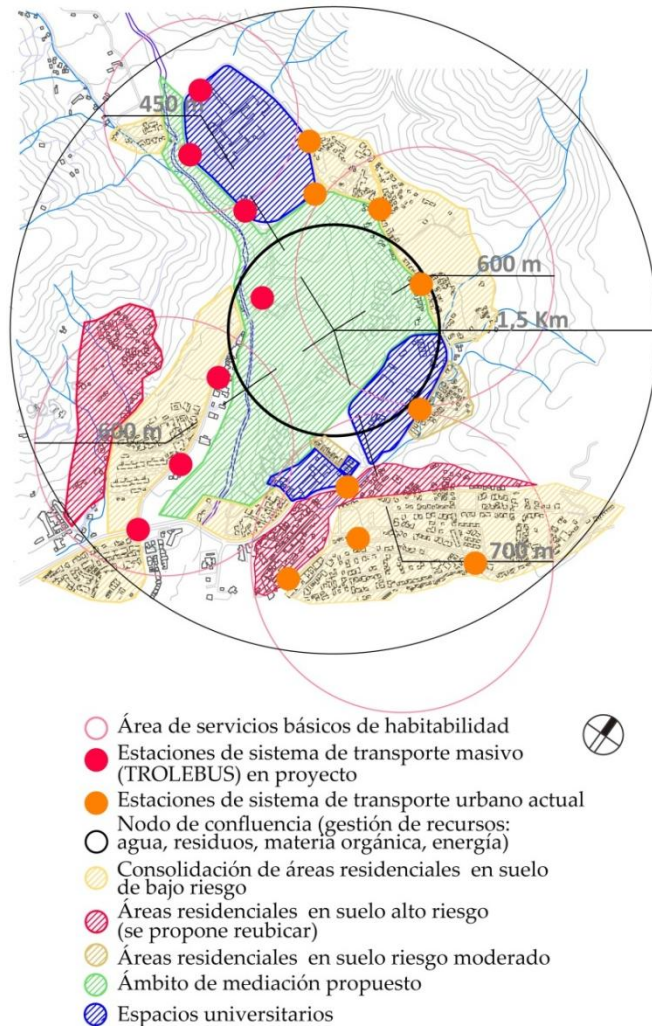 450 m
600 m
1,5 Km
600 m
700 m
Área de servicios básicos de habitabilidad
Estaciones de sistema de transporte masivo
(TROLEBUS) en proyecto
Estaciones de sistema de transporte urbano actual
Nodo de confluencia (gestión de recursos:
agua, residuos, materia orgánica, energía)
Consolidación de áreas residenciales en suelo
de bajo riesgo
Áreas residenciales en suelo alto riesgo
(se propone reubicar)
Áreas residenciales en suelo riesgo moderado
Ámbito de mediación propuesto
Espacios universitarios